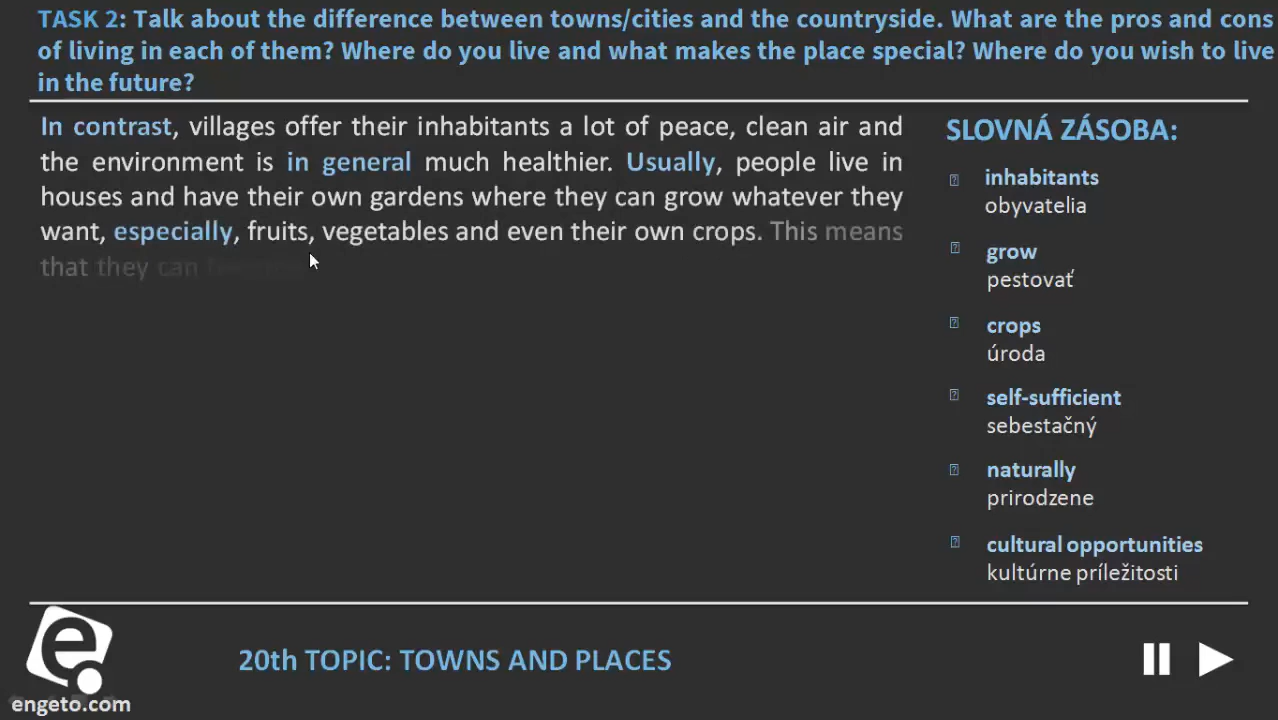 TASK 2: Talk about the difference between towns/cities and the countryside. What are the pros and cons
of living in each of them? Where do you live and what makes the place special? Where do you wish to live
in the future?
In contrast, villages offer their inhabitants a lot of peace, clean air and
the environment is in general much healthier. Usually, people live in
houses and have their own gardens where they can grow whatever they
want, especially, fruits, vegetables and even their own crops. This means
that they can
SLOVNÁ ZÁSOBA:
inhabitants
obyvatelia
grow
pestovať
crops
úroda
self-sufficient
sebestačný
naturally
prirodzene
cultural opportunities
kultúrne príležitosti
e
engeto.com
20th TOPIC: TOWNS AND PLACES